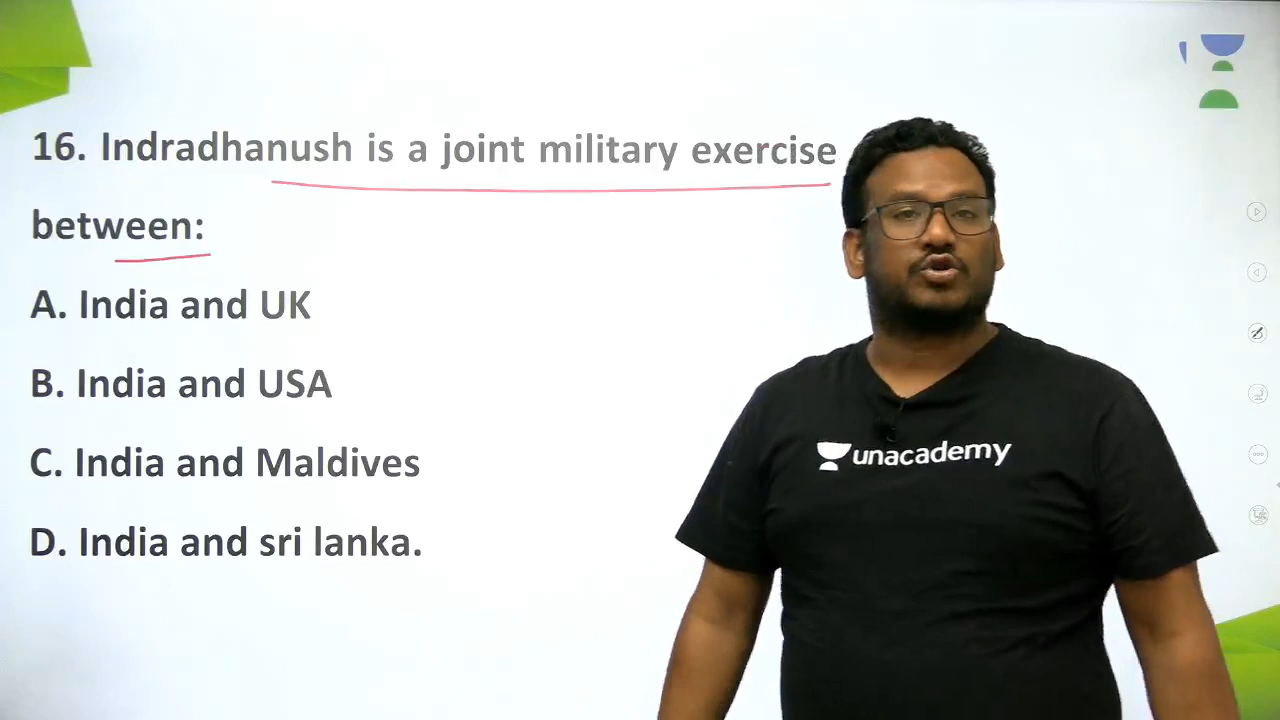 16. Indradhanush is a joint military exercise
between:
A. India and UK
B. India and USA
C. India and Maldives
D. India and sri lanka.
unacademy